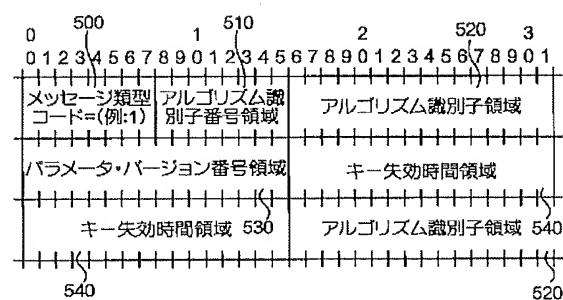 500 510 520
0 1 2 3
0 1 2 3 4 5 6 7 8 9 0 1 2 3 4 5 6 7 8 9 0 1 2 3 4 5 6 7 8 9 0 1
メッセージ類型 アルゴリズム識 アルゴリズム識別子領域
コード=(例:1) 別子番号領域
パラメータ・バージョン番号領域 キー失効時間領域
キー失効時間領域 530 アルゴリズム識別子領域 540
540 520